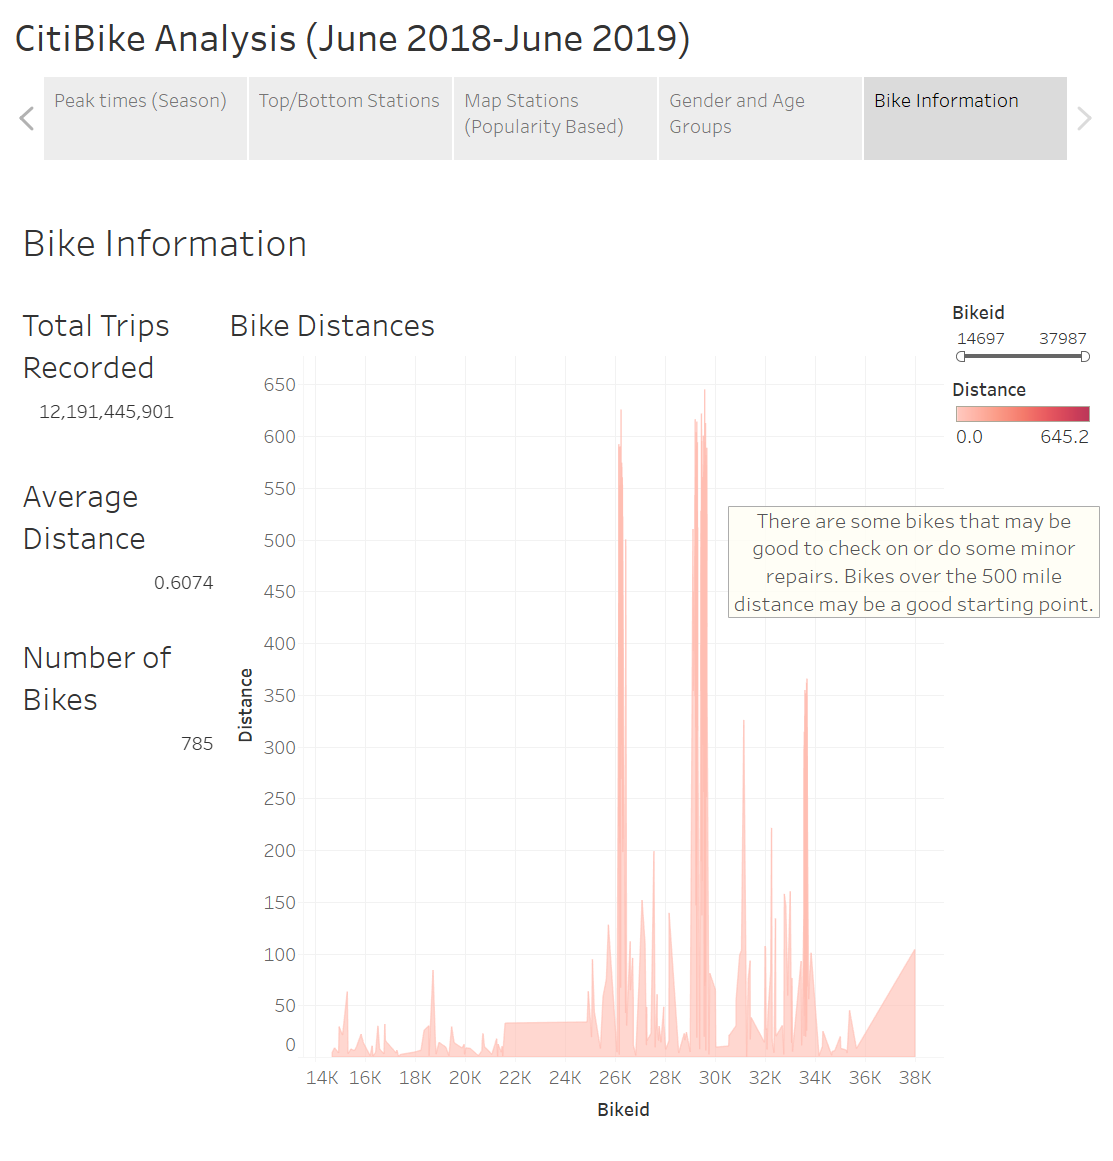 CitiBike Analysis (June 2018-June 2019)
Peak times (Season)
Top/Bottom Stations
Map Stations
(Popularity Based)
Gender and Age
Groups
Bike Information
Bike Information
Total Trips
Recorded
12,191,445,901
Average
Distance
0.6074
Number of
Bikes
785
Bike Distances
650
600
550
500
450
400
350
300
250
200
150
100
50
0
Distance
14K 16K 18K 20K 22K 24K 26K 28K 30K 32K 34K 36K 38K
Bikeid
Bikeid
14697 37987
Distance
0.0 645.2
There are some bikes that may be
good to check on or do some minor
repairs. Bikes over the 500 mile
distance may be a good starting point.